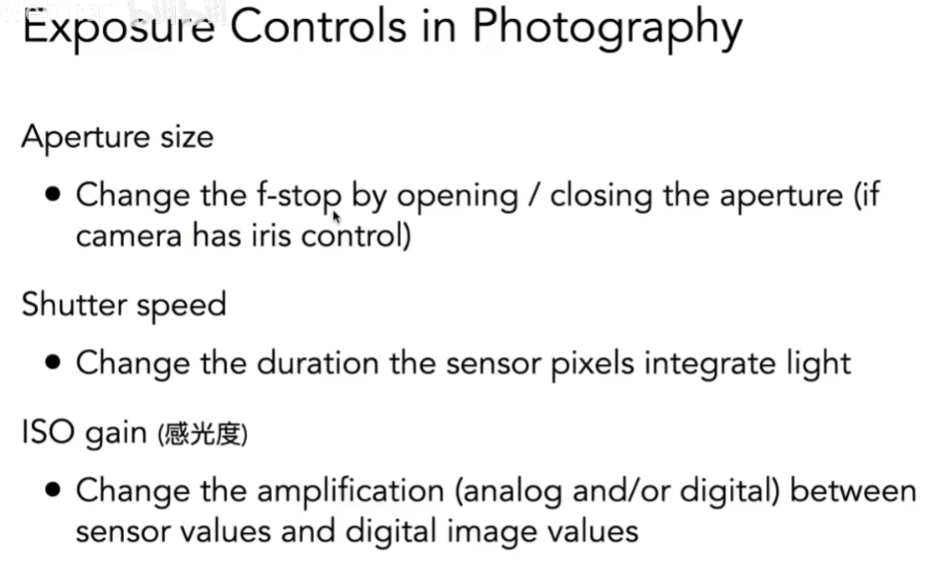 Exposure Controls in Photography
Aperture size
• Change the f-stop by opening / closing the aperture (if
camera has iris control)
Shutter speed
• Change the duration the sensor pixels integrate light
ISO gain (感光度)
• Change the amplification (analog and/or digital) between
sensor values and digital image values